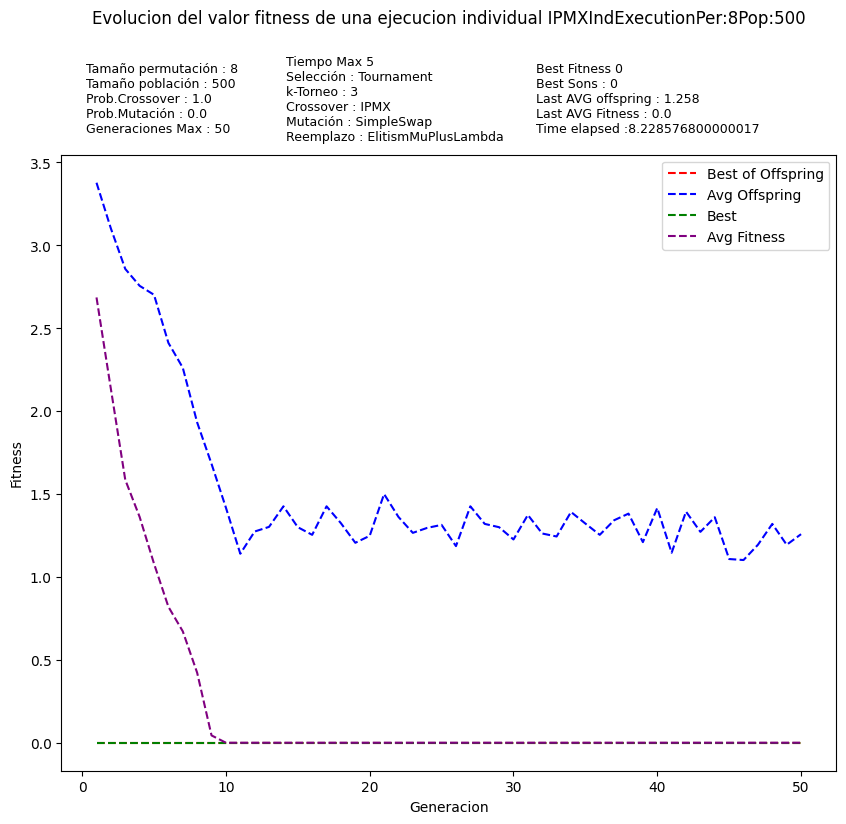 Evolucion del valor fitness de una ejecucion individual IPMXIndExecutionPer:8Pop:500
Tamaño permutación : 8
Tamaño población : 500
Prob.Crossover : 1.0
Prob.Mutación : 0.0
Generaciones Max : 50
Tiempo Max 5
Selección : Tournament
k-Torneo : 3
Crossover : IPMX
Mutación : SimpleSwap
Reemplazo : ElitismMuPlusLambda
Best Fitness 0
Best Sons : 0
Last AVG offspring : 1.258
Last AVG Fitness : 0.0
Time elapsed :8.228576800000017
Best of Offspring
Avg Offspring
Best
Avg Fitness
Fitness
3.5
3.0
2.5
2.0
1.5
1.0
0.5
0.0
0 10 20 30 40 50
Generacion